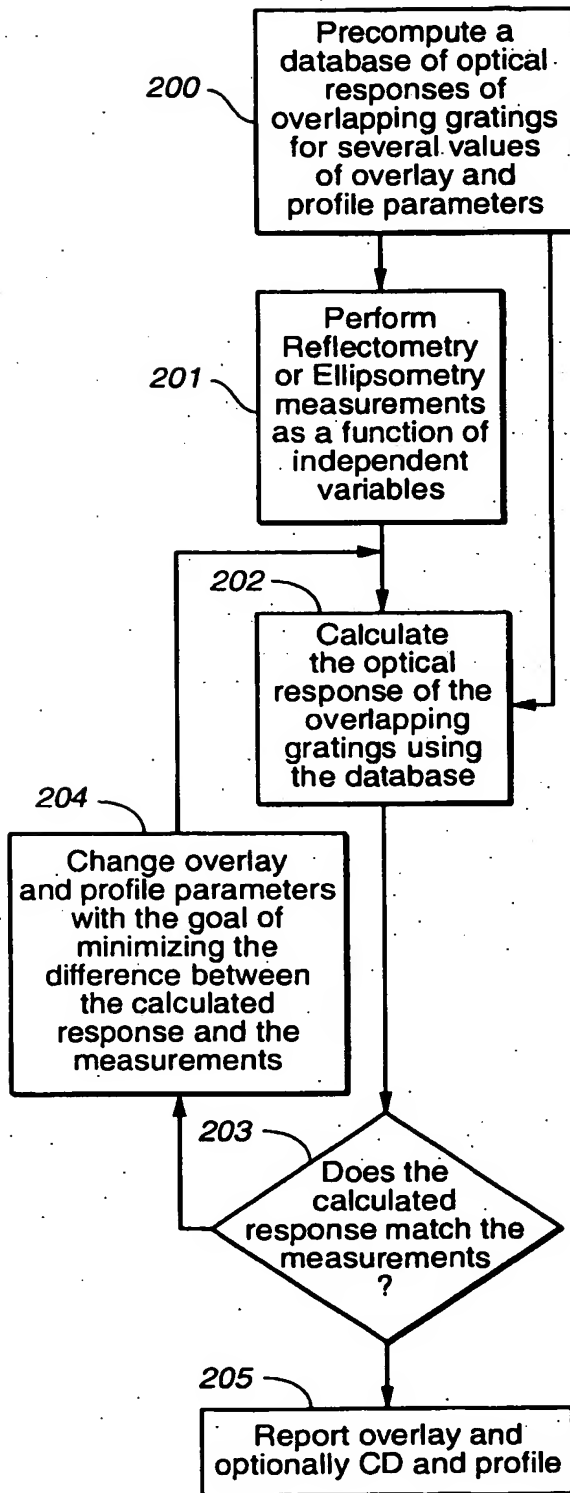 200
Precompute a
database of optical
responses of
overlapping gratings
for several values
of overlay and
profile parameters
201
Perform
Reflectometry
or Ellipsometry
measurements
as a function of
independent
variables
202
Calculate
the optical
response of the
overlapping
gratings using
the database
204
Change overlay
and profile parameters
with the goal of
minimizing the
difference between
the calculated
response and the
measurements
203
Does the
calculated
response match the
measurements
?
205
Report overlay and
optionally CD and profile